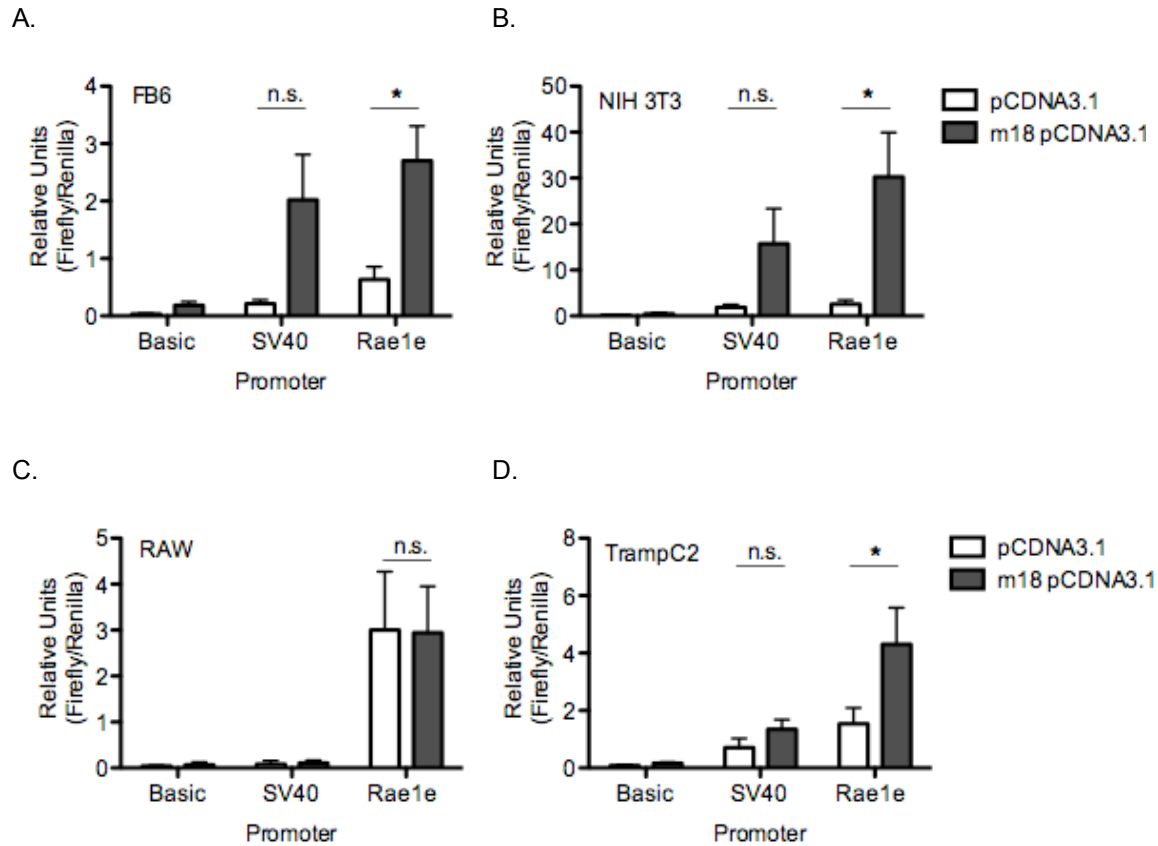 A.
B.
FB6
n.s.
*
4
3
2
1
0
Relative Units
(Firefly/Renilla)
Basic
SV40
Rae1e
Promoter
NIH 3T3
n.s.
*
50
40
30
20
10
0
Relative Units
(Firefly/Renilla)
Basic
SV40
Rae1e
Promoter
pCDNA3.1
m18 pCDNA3.1
C.
D.
RAW
n.s.
5
4
3
2
1
0
Relative Units
(Firefly/Renilla)
Basic
SV40
Rae1e
Promoter
TrampC2
n.s.
*
8
6
4
2
0
Relative Units
(Firefly/Renilla)
Basic
SV40
Rae1e
Promoter
pCDNA3.1
m18 pCDNA3.1